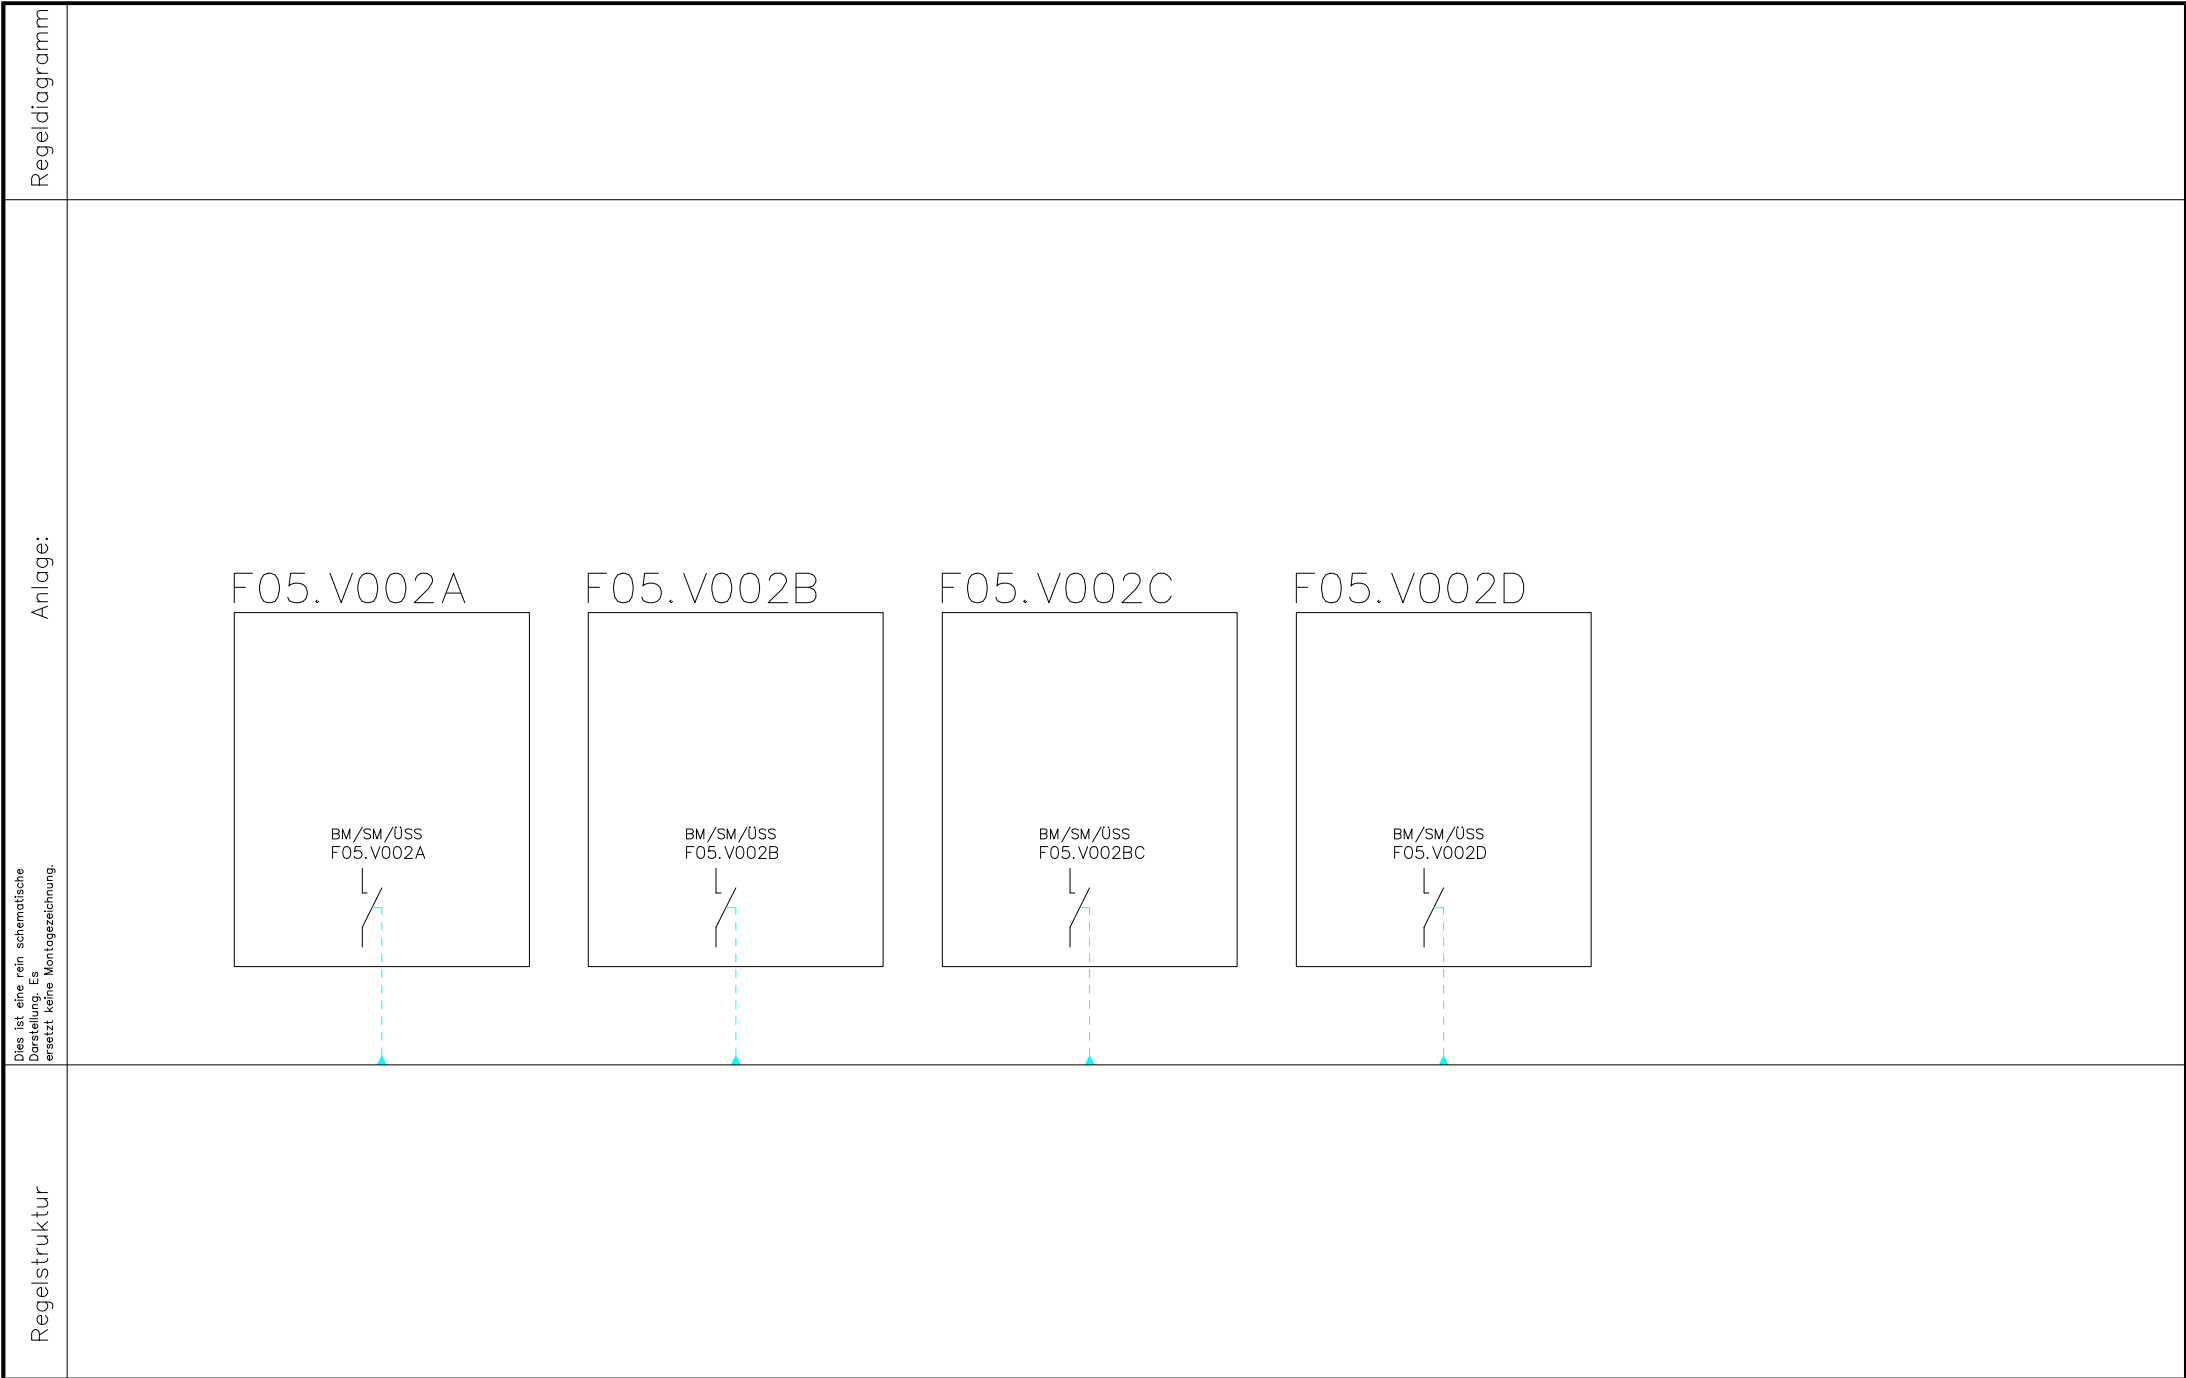 Regeldiagramm
Anlage:
Dies ist eine rein schematische
Darstellung. Es
ersetzt keine Montagezeichnung.
Regelstruktur
F05.V002A
BM/SM/ÜSS
F05.V002A
F05.V002B
BM/SM/ÜSS
F05.V002B
F05.V002C
BM/SM/ÜSS
F05.V002BC
F05.V002D
BM/SM/ÜSS
F05.V002D